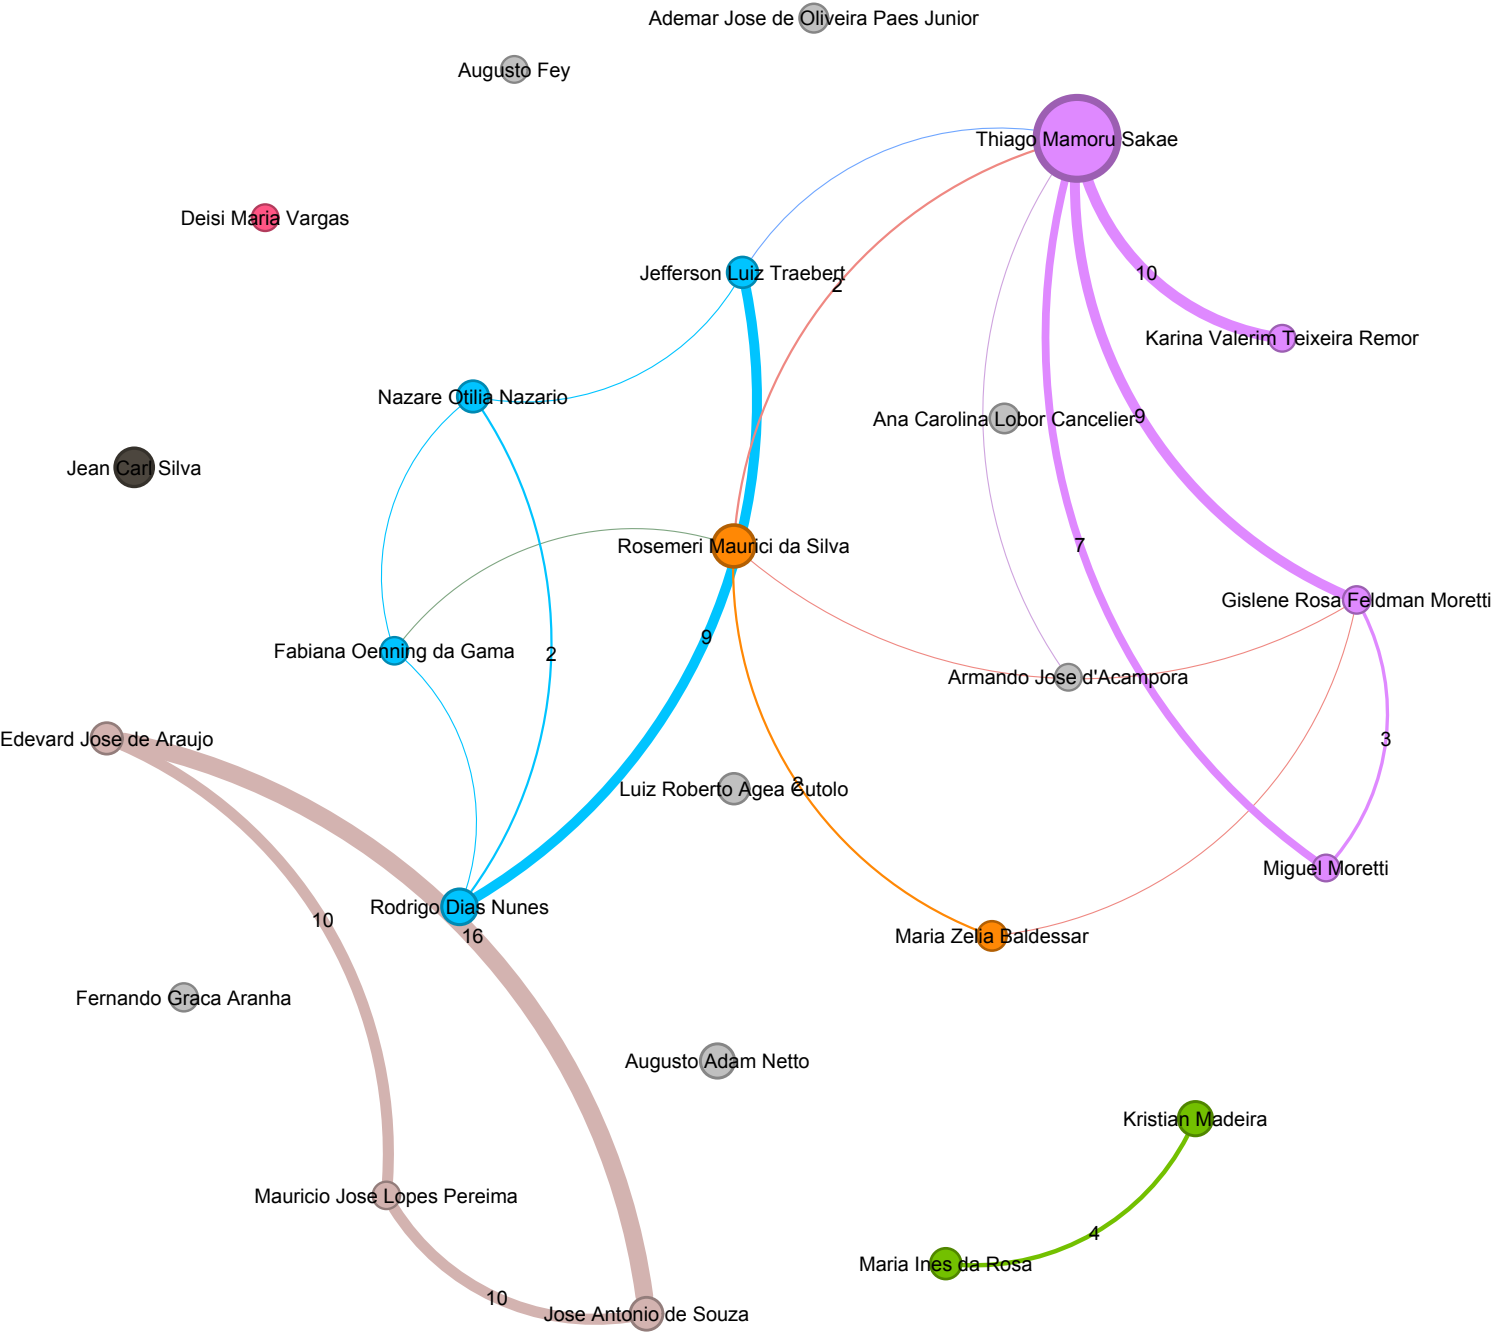 Ademar Jose de Oliveira Paes Junior
Augusto Fey
Thiago Mamoru Sakae
Deisi Maria Vargas
Jefferson Luiz Traebert
2
10
Karina Valerim Teixeira Remor
Nazare Otilia Nazario
Ana Carolina Lobor Cancelier
9
Jean Carl Silva
Rosemeri Maurici da Silva
7
Gislene Rosa Feldman Moretti
9
Fabiana Oenning da Gama
2
Armando Jose d'Acampora
Edevard Jose de Araujo
3
Luiz Roberto Agea Cutolo
2
Miguel Moretti
Rodrigo Dias Nunes
10
16
Maria Zelia Baldessar
Fernando Graca Aranha
Augusto Adam Netto
Kristian Madeira
Mauricio Jose Lopes Pereima
4
Maria Ines da Rosa
10
Jose Antonio de Souza